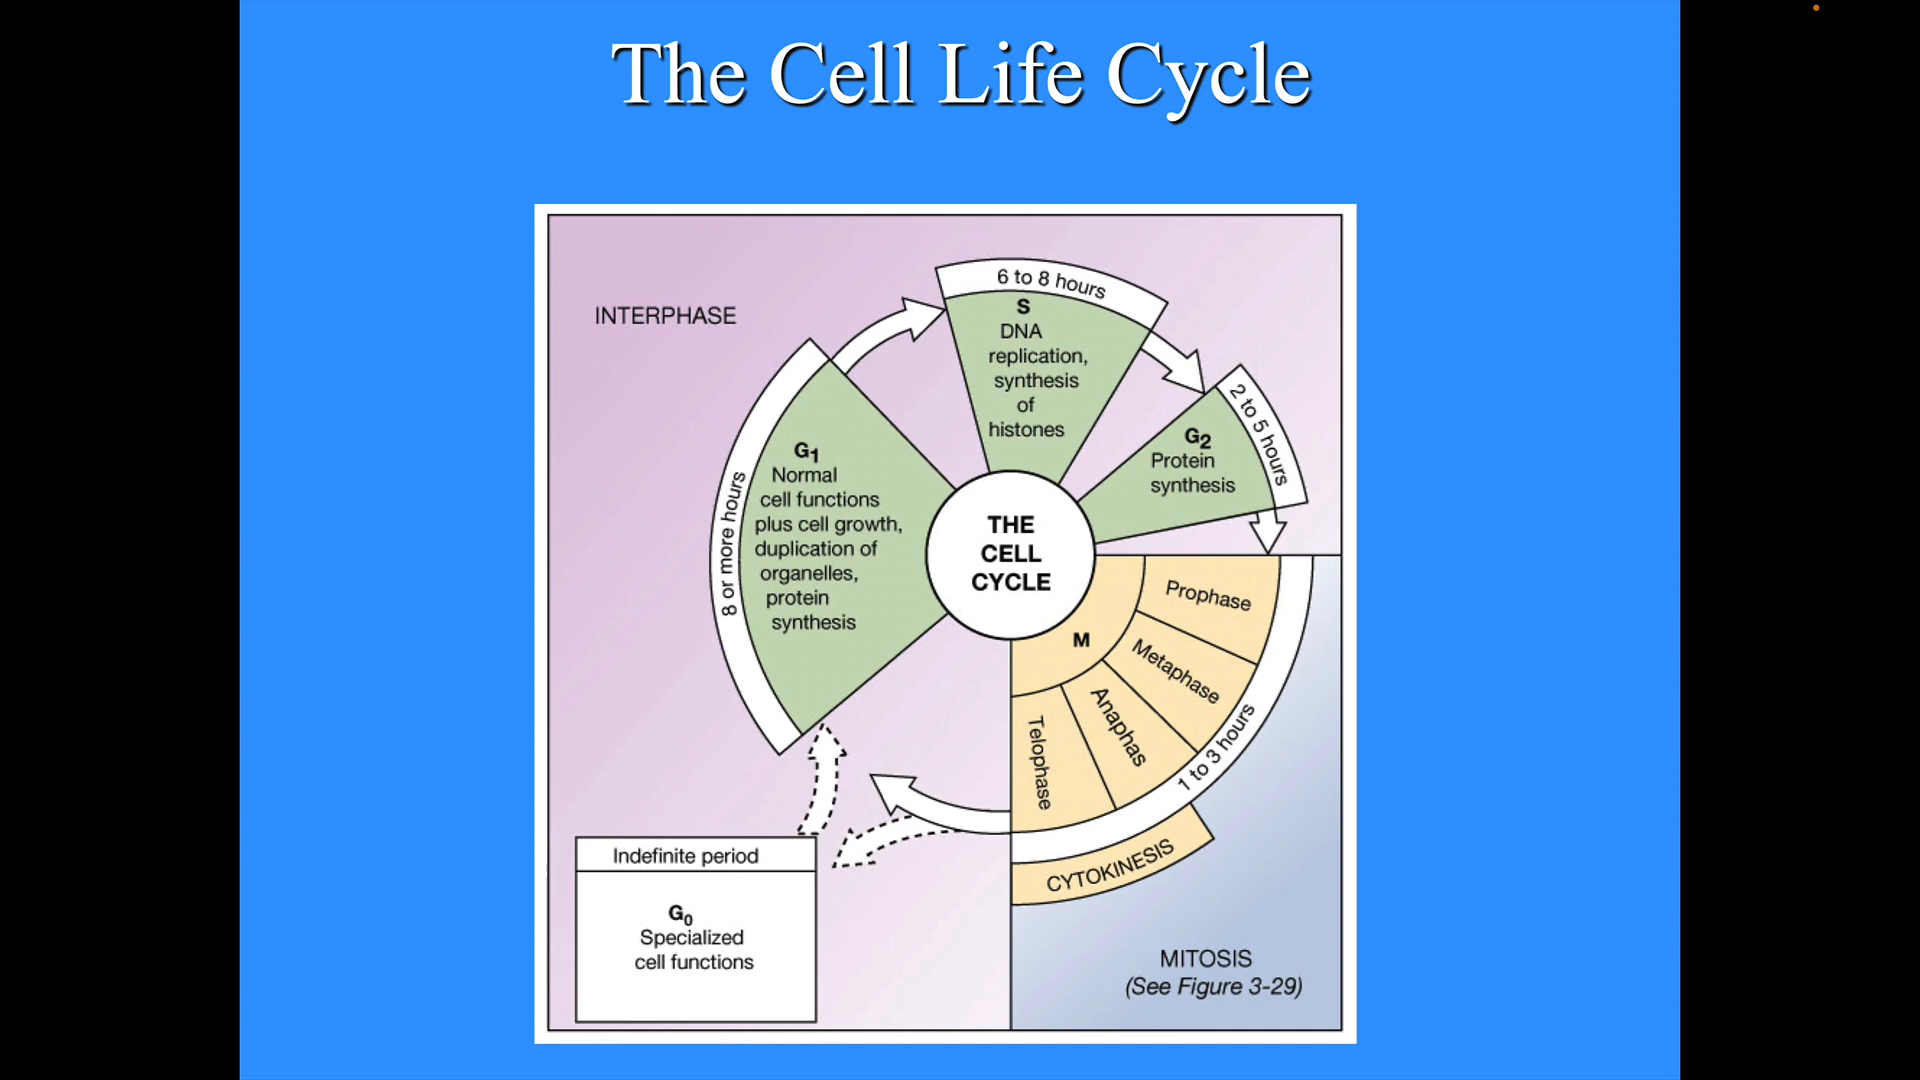 The Cell Life Cycle
INTERPHASE
6 to 8 hours
S
DNA
replication,
synthesis
of
histones
2 to 5 hours
G2
Protein
synthesis
8 or more hours
G1
Normal
cell functions
plus cell growth,
duplication of
organelles,
protein
synthesis
THE
CELL
CYCLE
M
Prophase
Metaphase
Anaphas
Telophase
1 to 3 hours
CYTOKINESIS
Indefinite period
G0
Specialized
cell functions
MITOSIS
(See Figure 3-29)